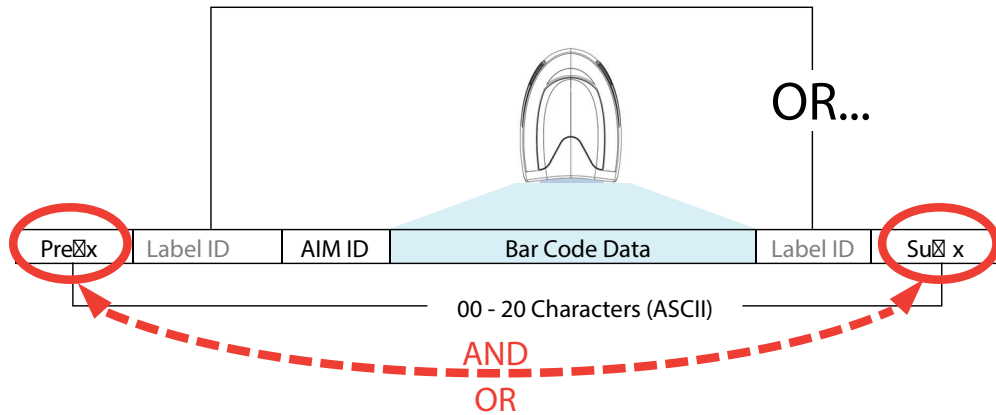 OR...
Pre☒x Label ID AIM ID Bar Code Data Label ID Su☒ x
00 - 20 Characters (ASCII)
AND
OR